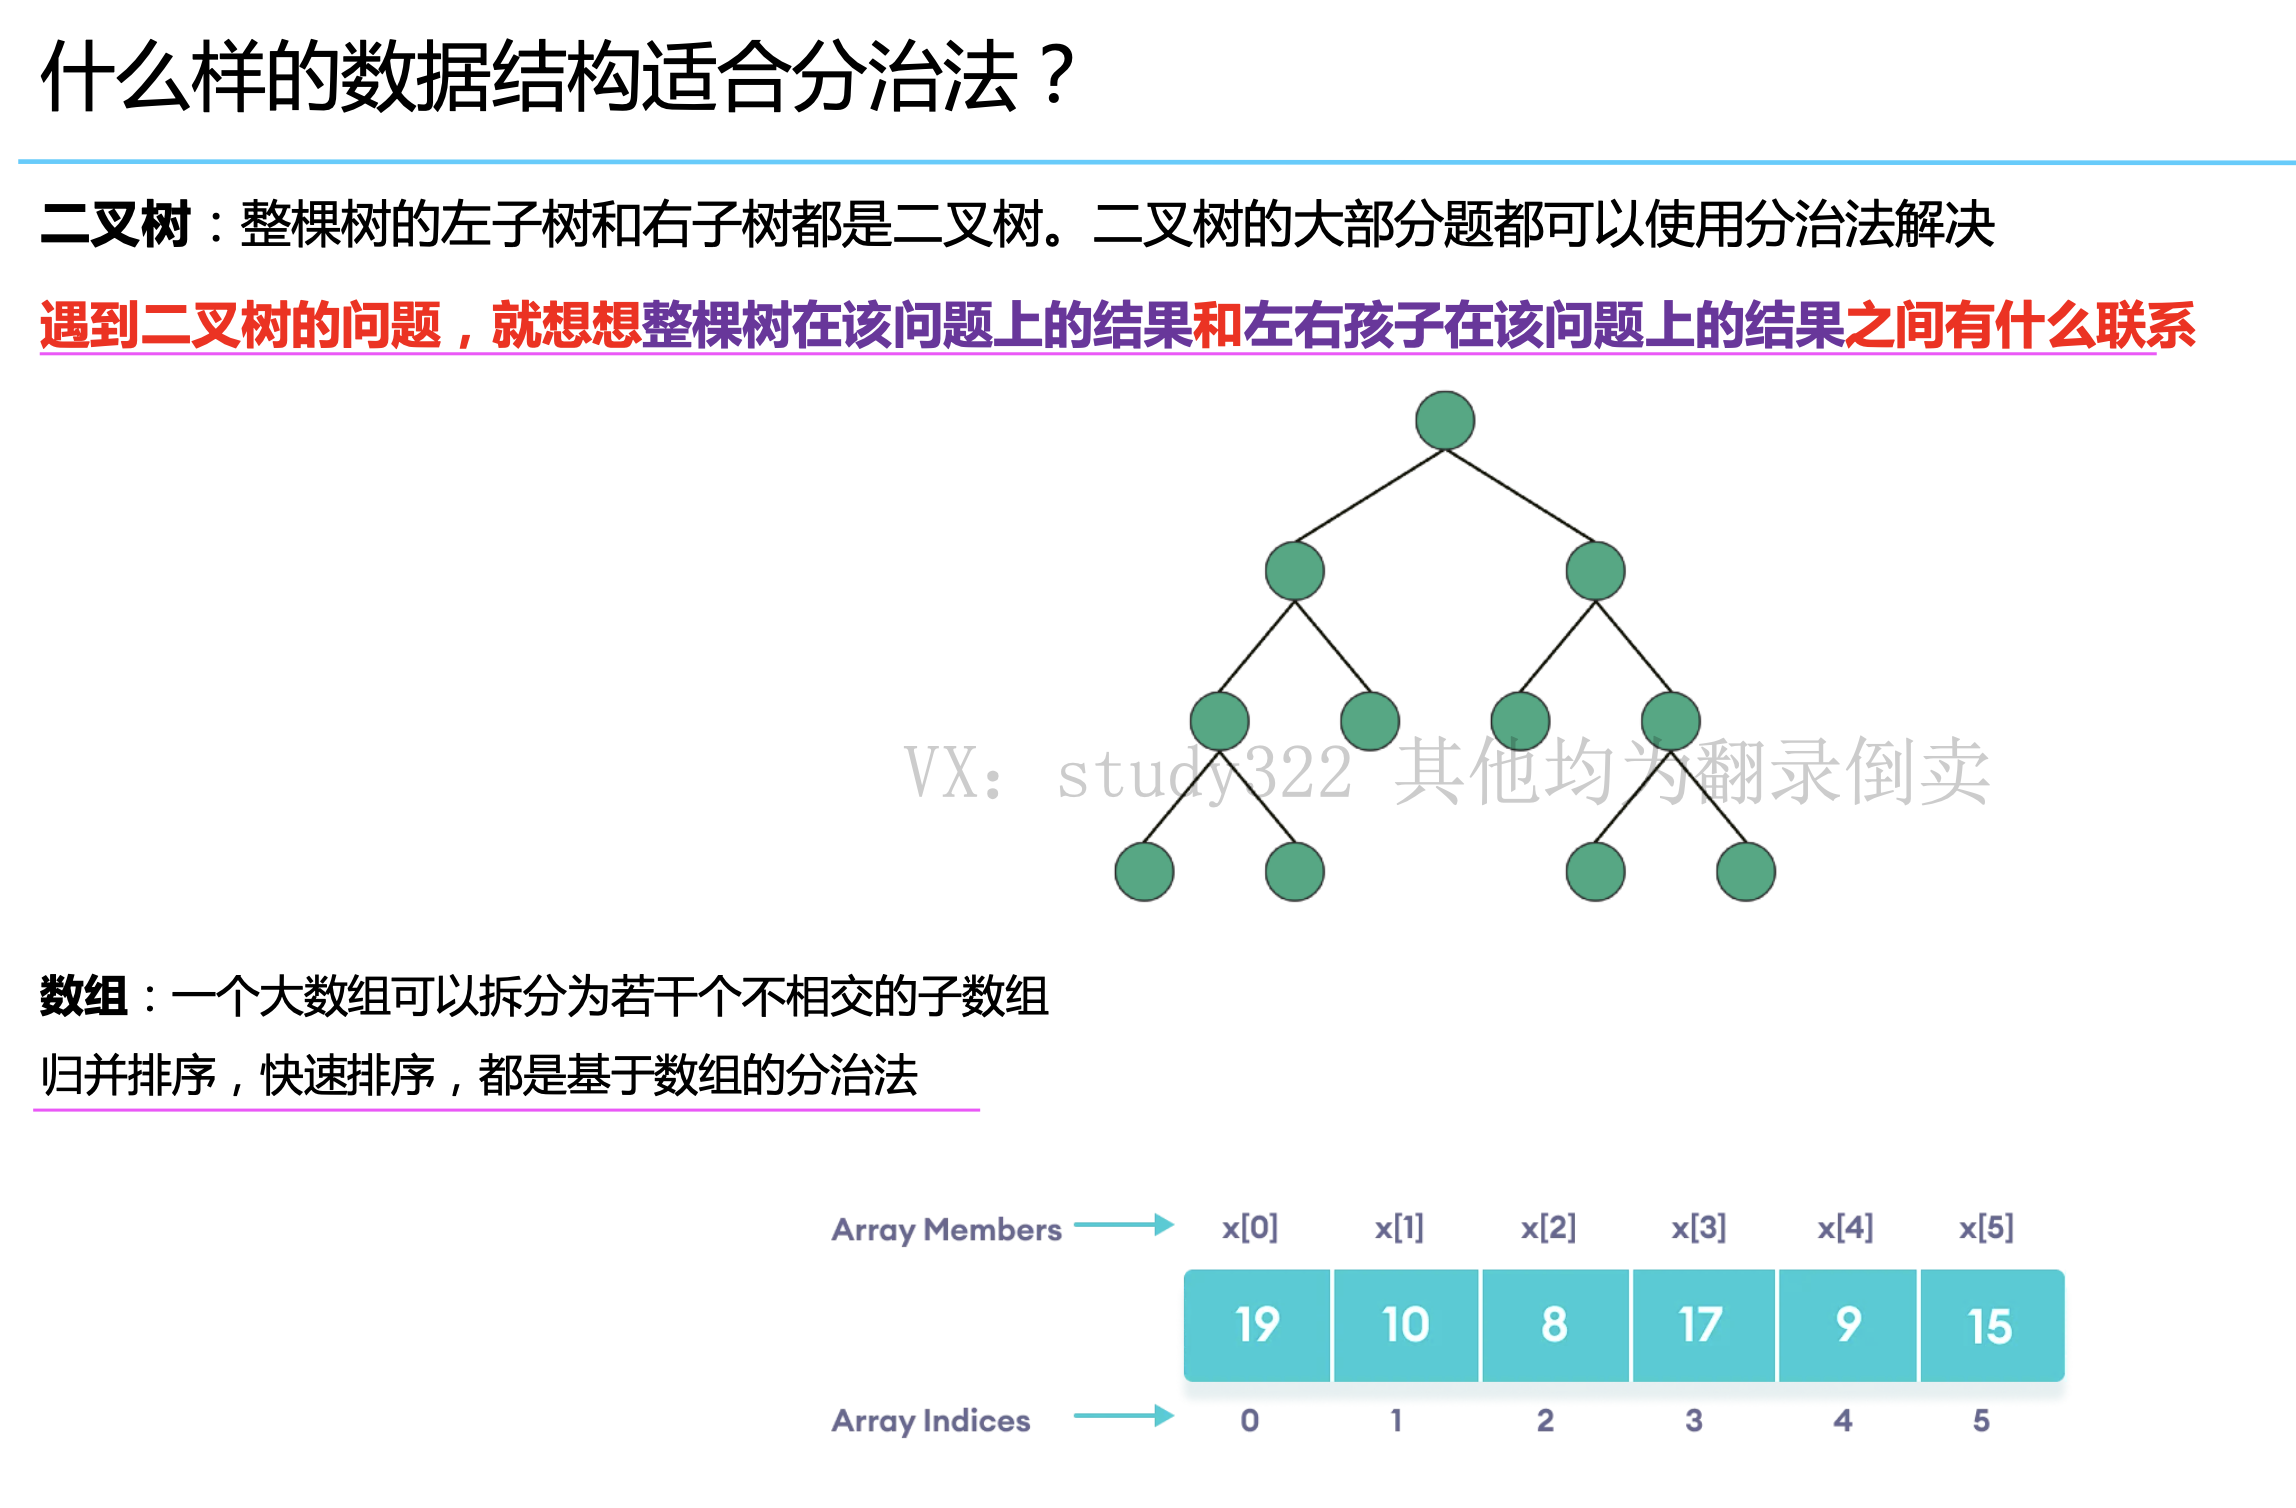 什么样的数据结构适合分治法？
二叉树：整棵树的左子树和右子树都是二叉树。二叉树的大部分题都可以使用分治法解决
遇到二叉树的问题，就想想整棵树在该问题上的结果和左右孩子在该问题上的结果之间有什么联系
VX：study322 其他均为翻录倒卖
数组：一个大数组可以拆分为若干个不相交的子数组
归并排序，快速排序，都是基于数组的分治法
Array Members x[0] x[1] x[2] x[3] x[4] x[5]
19 10 8 17 9 15
Array Indices 0 1 2 3 4 5